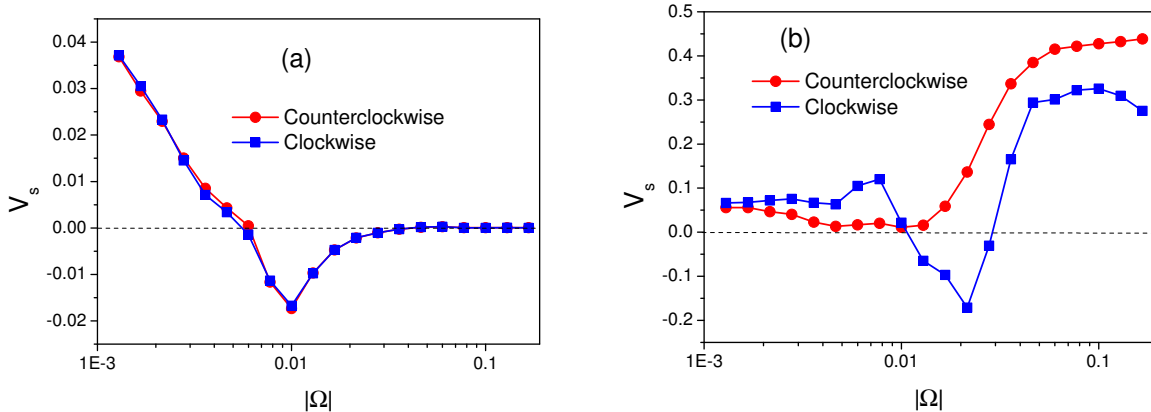 (a)
Counterclockwise
Clockwise
V_s
0.04
0.03
0.02
0.01
0.00
-0.01
-0.02
1E-3
0.01
0.1
|Ω|
(b)
Counterclockwise
Clockwise
V_s
0.5
0.4
0.3
0.2
0.1
0.0
-0.1
-0.2
1E-3
0.01
0.1
|Ω|